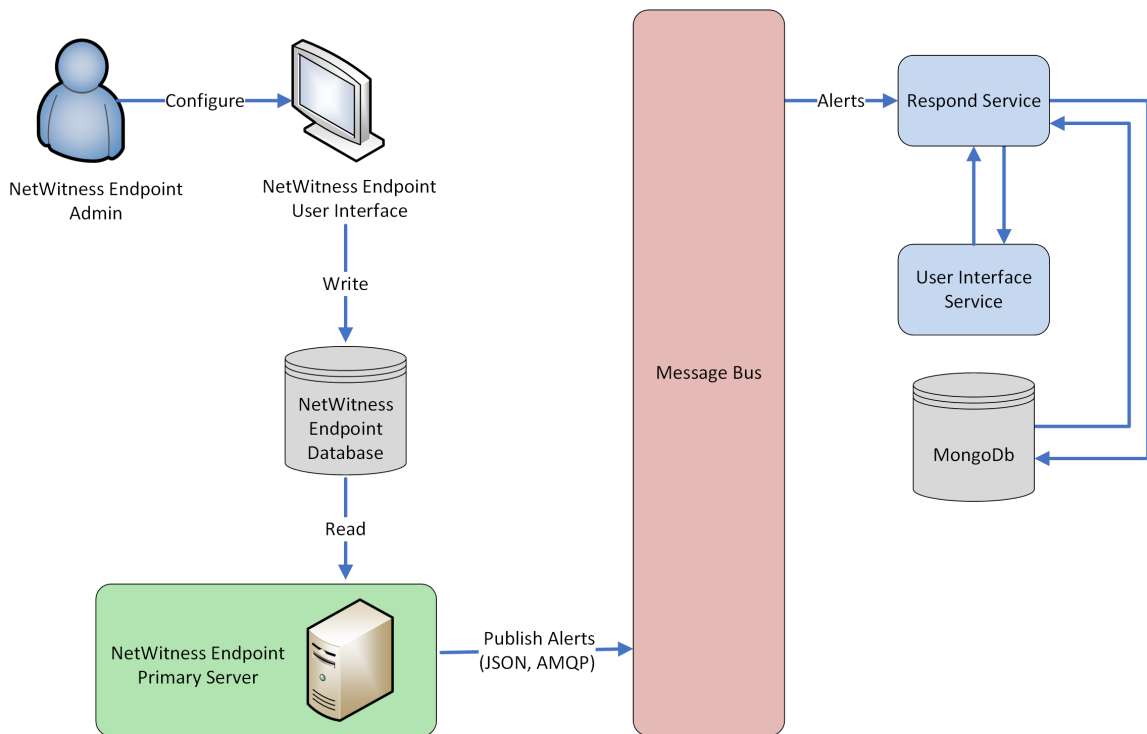 Configure
NetWitness Endpoint
Admin
NetWitness Endpoint
User Interface
Write
NetWitness
Endpoint
Database
Read
NetWitness Endpoint
Primary Server
Publish Alerts
(JSON, AMQP)
Message Bus
Alerts
Respond Service
User Interface
Service
MongoDb